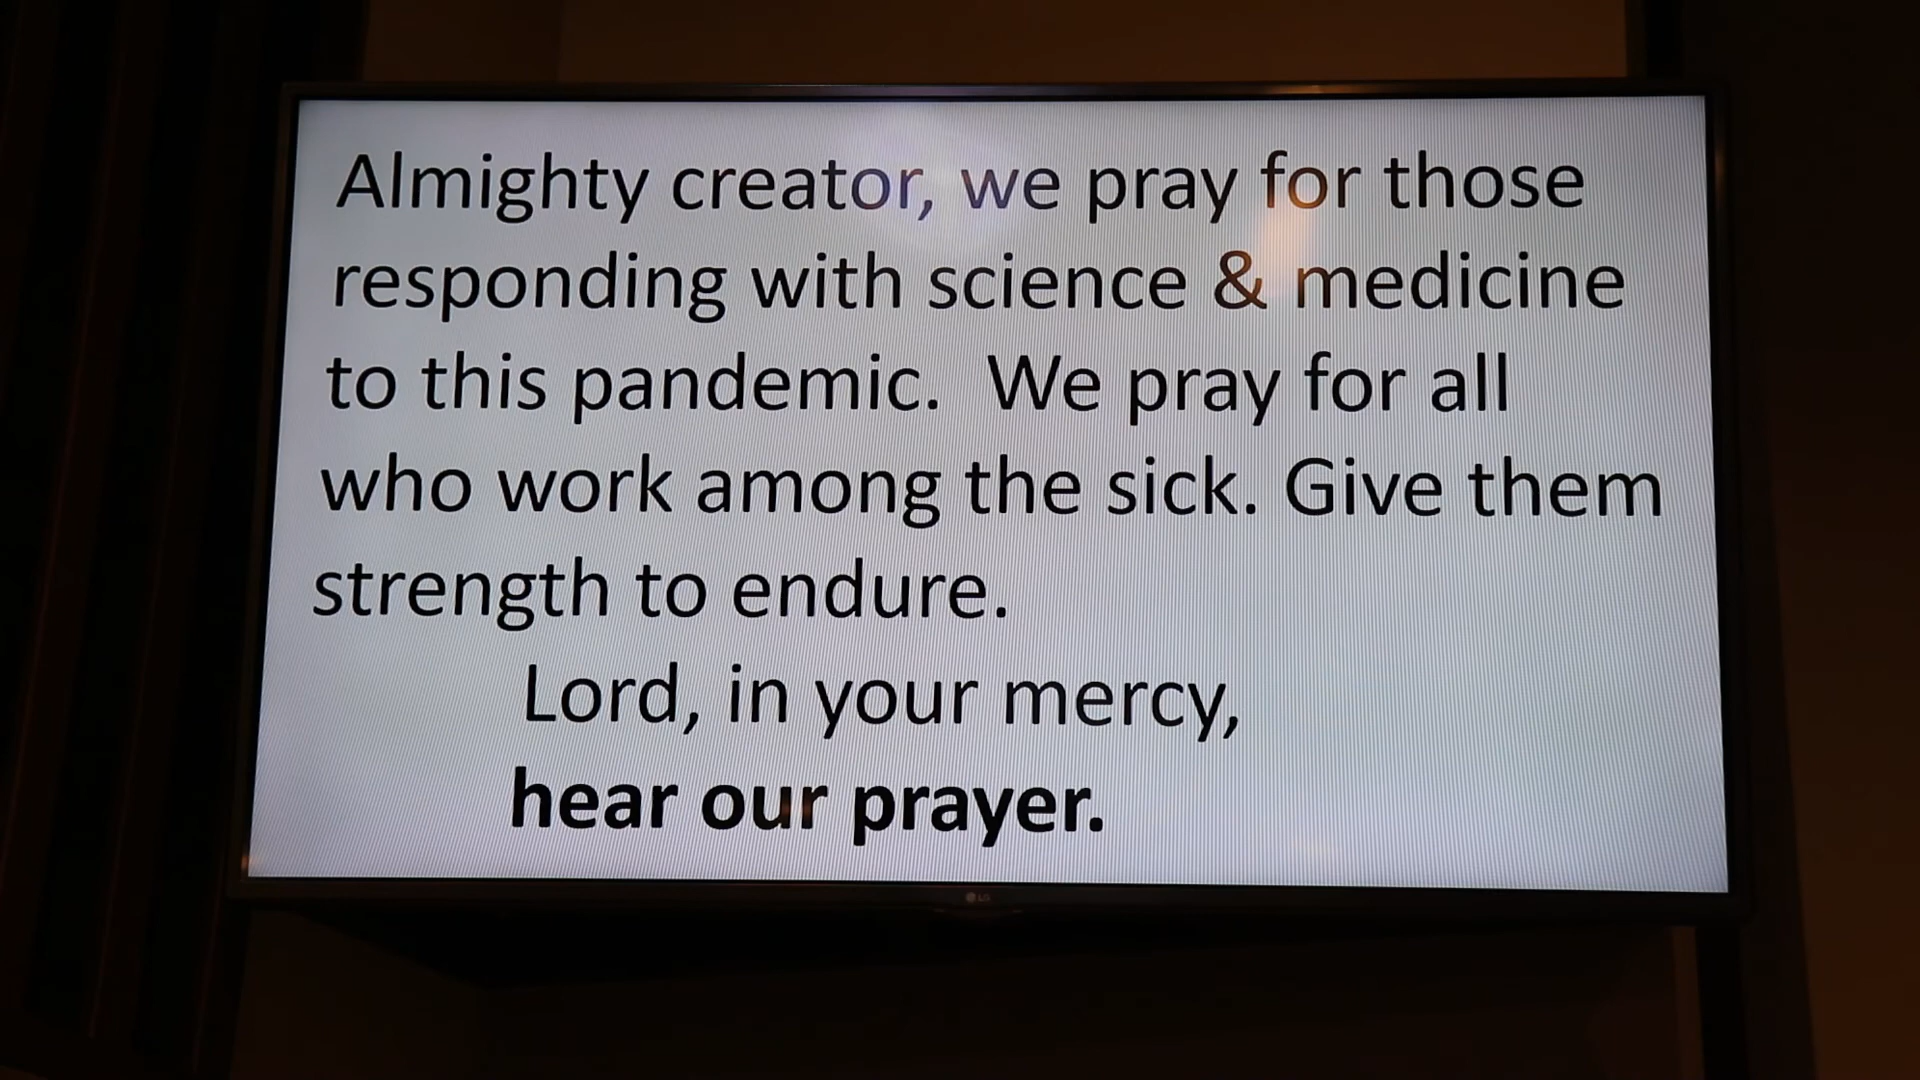 Almighty creator, we pray for those
responding with science & medicine
to this pandemic.  We pray for all
who work among the sick. Give them
strength to endure.
Lord, in your mercy,
hear our prayer.
LG